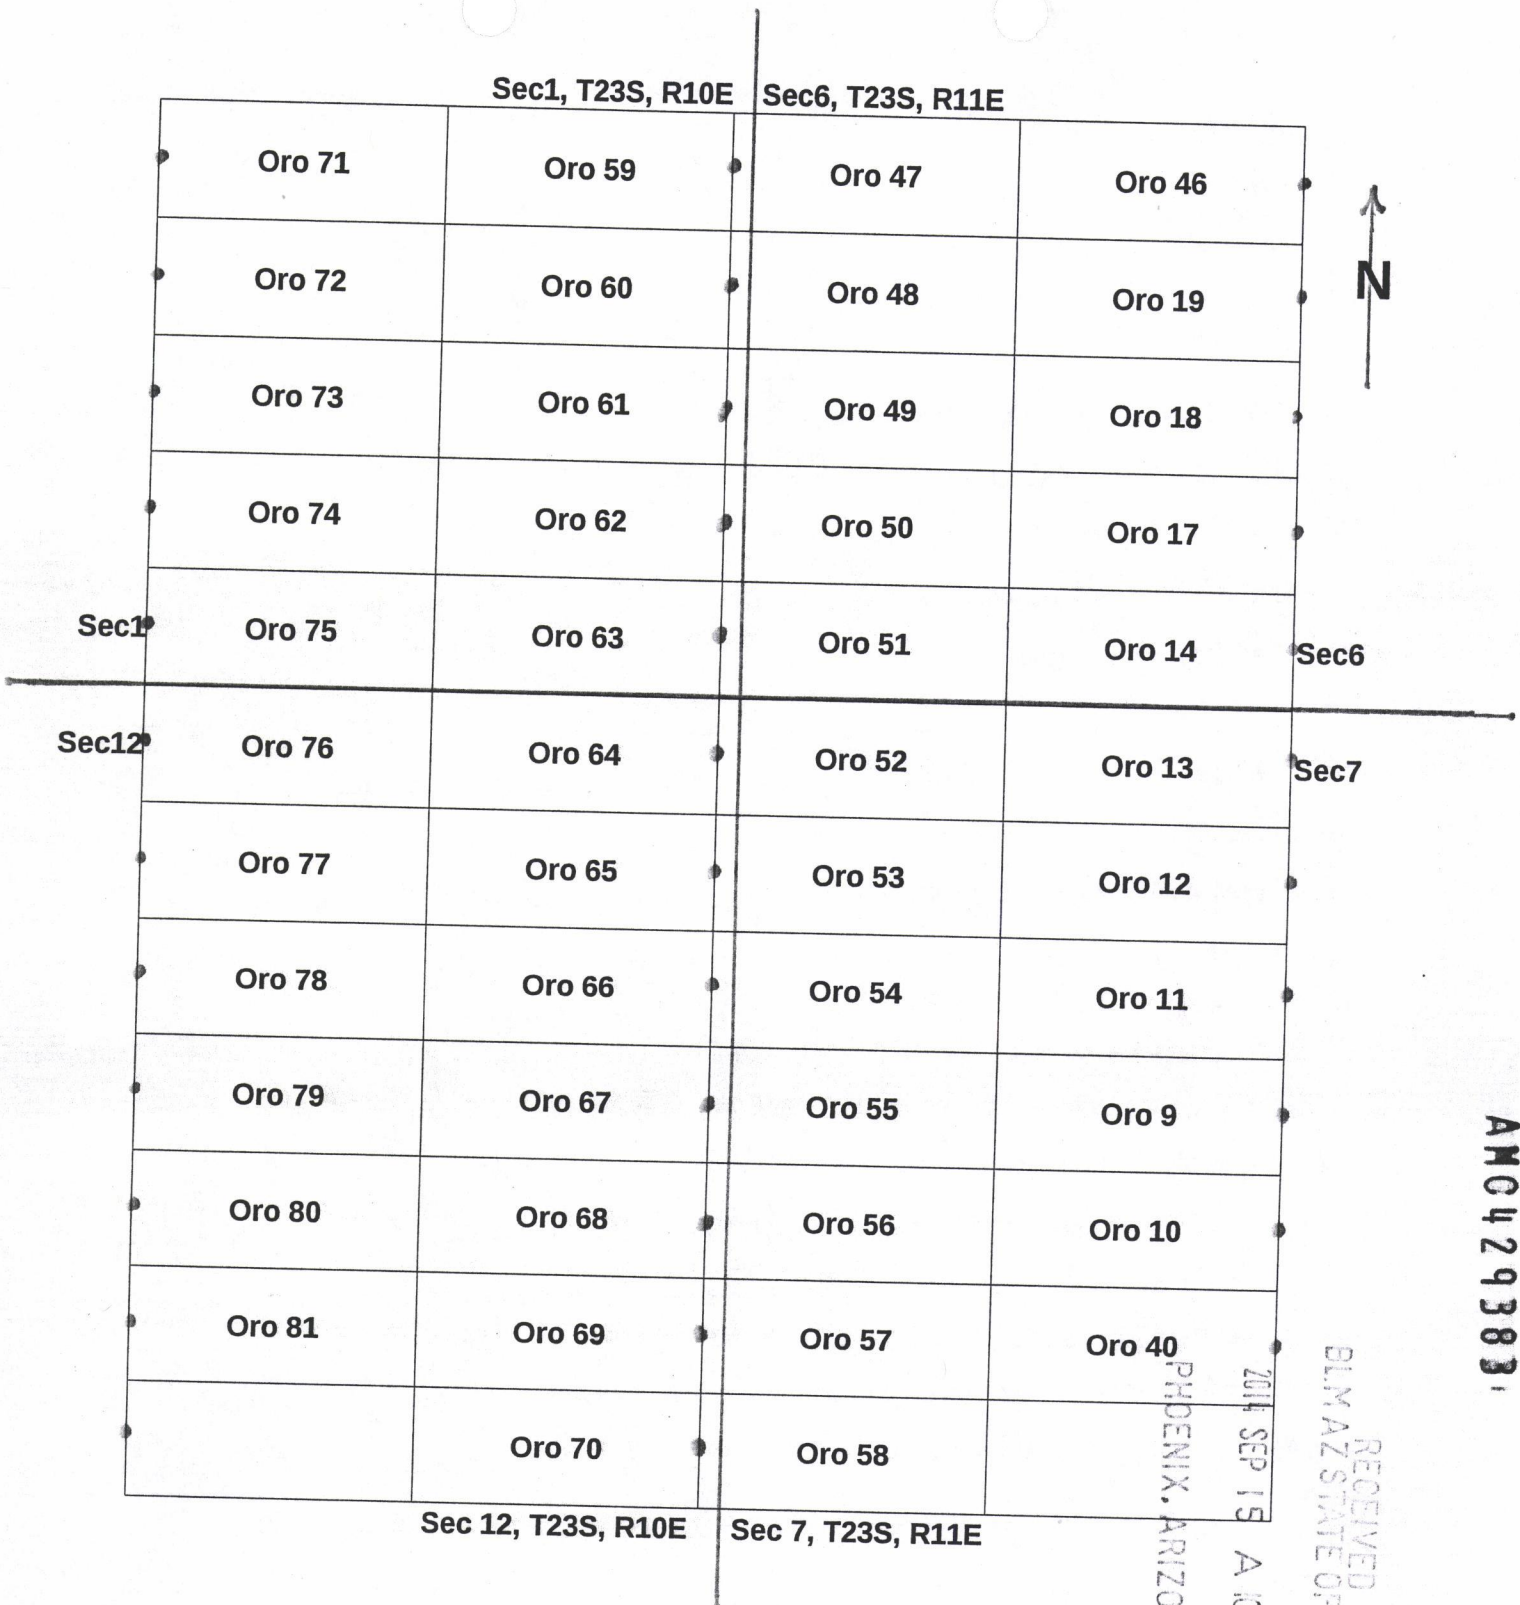 Sec1, T23S, R10E Sec6, T23S, R11E
Oro 71 Oro 59 Oro 47 Oro 46
Oro 72 Oro 60 Oro 48 Oro 19
N
Oro 73 Oro 61 Oro 49 Oro 18
Oro 74 Oro 62 Oro 50 Oro 17
Sec1 Oro 75 Oro 63 Oro 51 Oro 14 Sec6
Sec12 Oro 76 Oro 64 Oro 52 Oro 13 Sec7
Oro 77 Oro 65 Oro 53 Oro 12
Oro 78 Oro 66 Oro 54 Oro 11
Oro 79 Oro 67 Oro 55 Oro 9
Oro 80 Oro 68 Oro 56 Oro 10
Oro 81 Oro 69 Oro 57 Oro 40
Oro 70 Oro 58
Sec 12, T23S, R10E Sec 7, T23S, R11E
AMC429383
RECEIVED
BLM AZ STATE OF
2014 SEP 15 A 10
PHOENIX, ARIZO